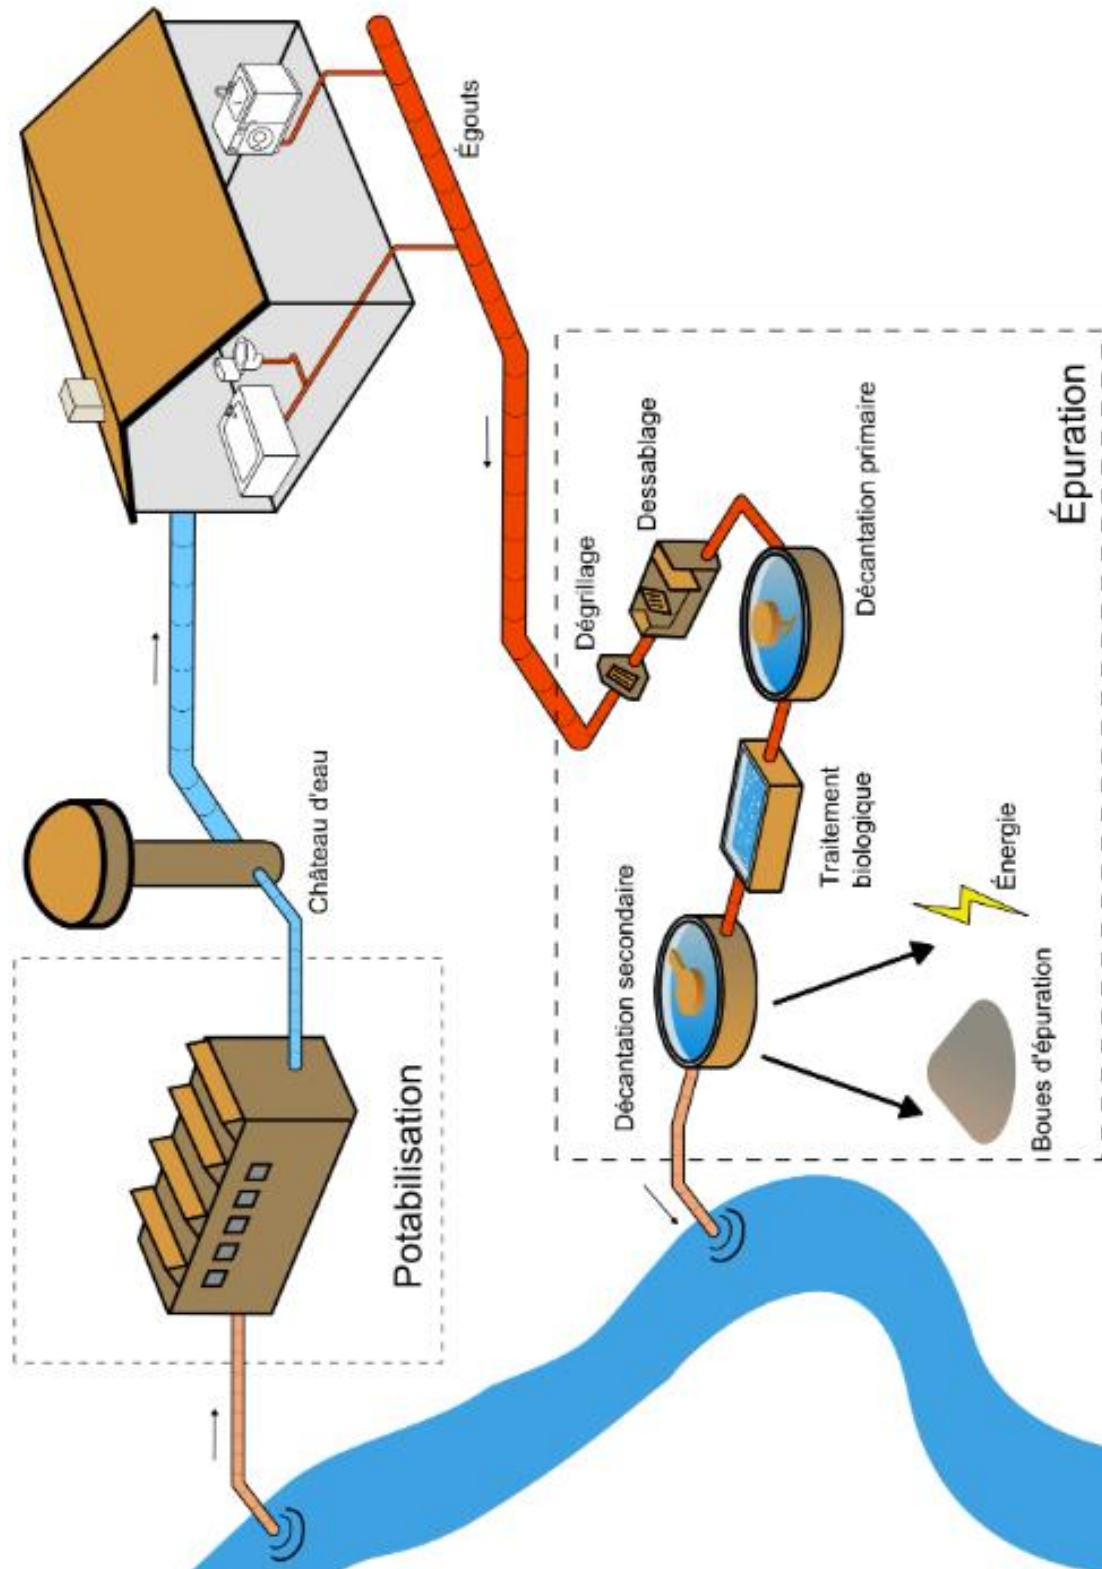 Potabilisation
Château d'eau
Égouts
Dégrillage
Dessablage
Décantation primaire
Traitement
biologique
Décantation secondaire
Énergie
Boues d'épuration
Épuration